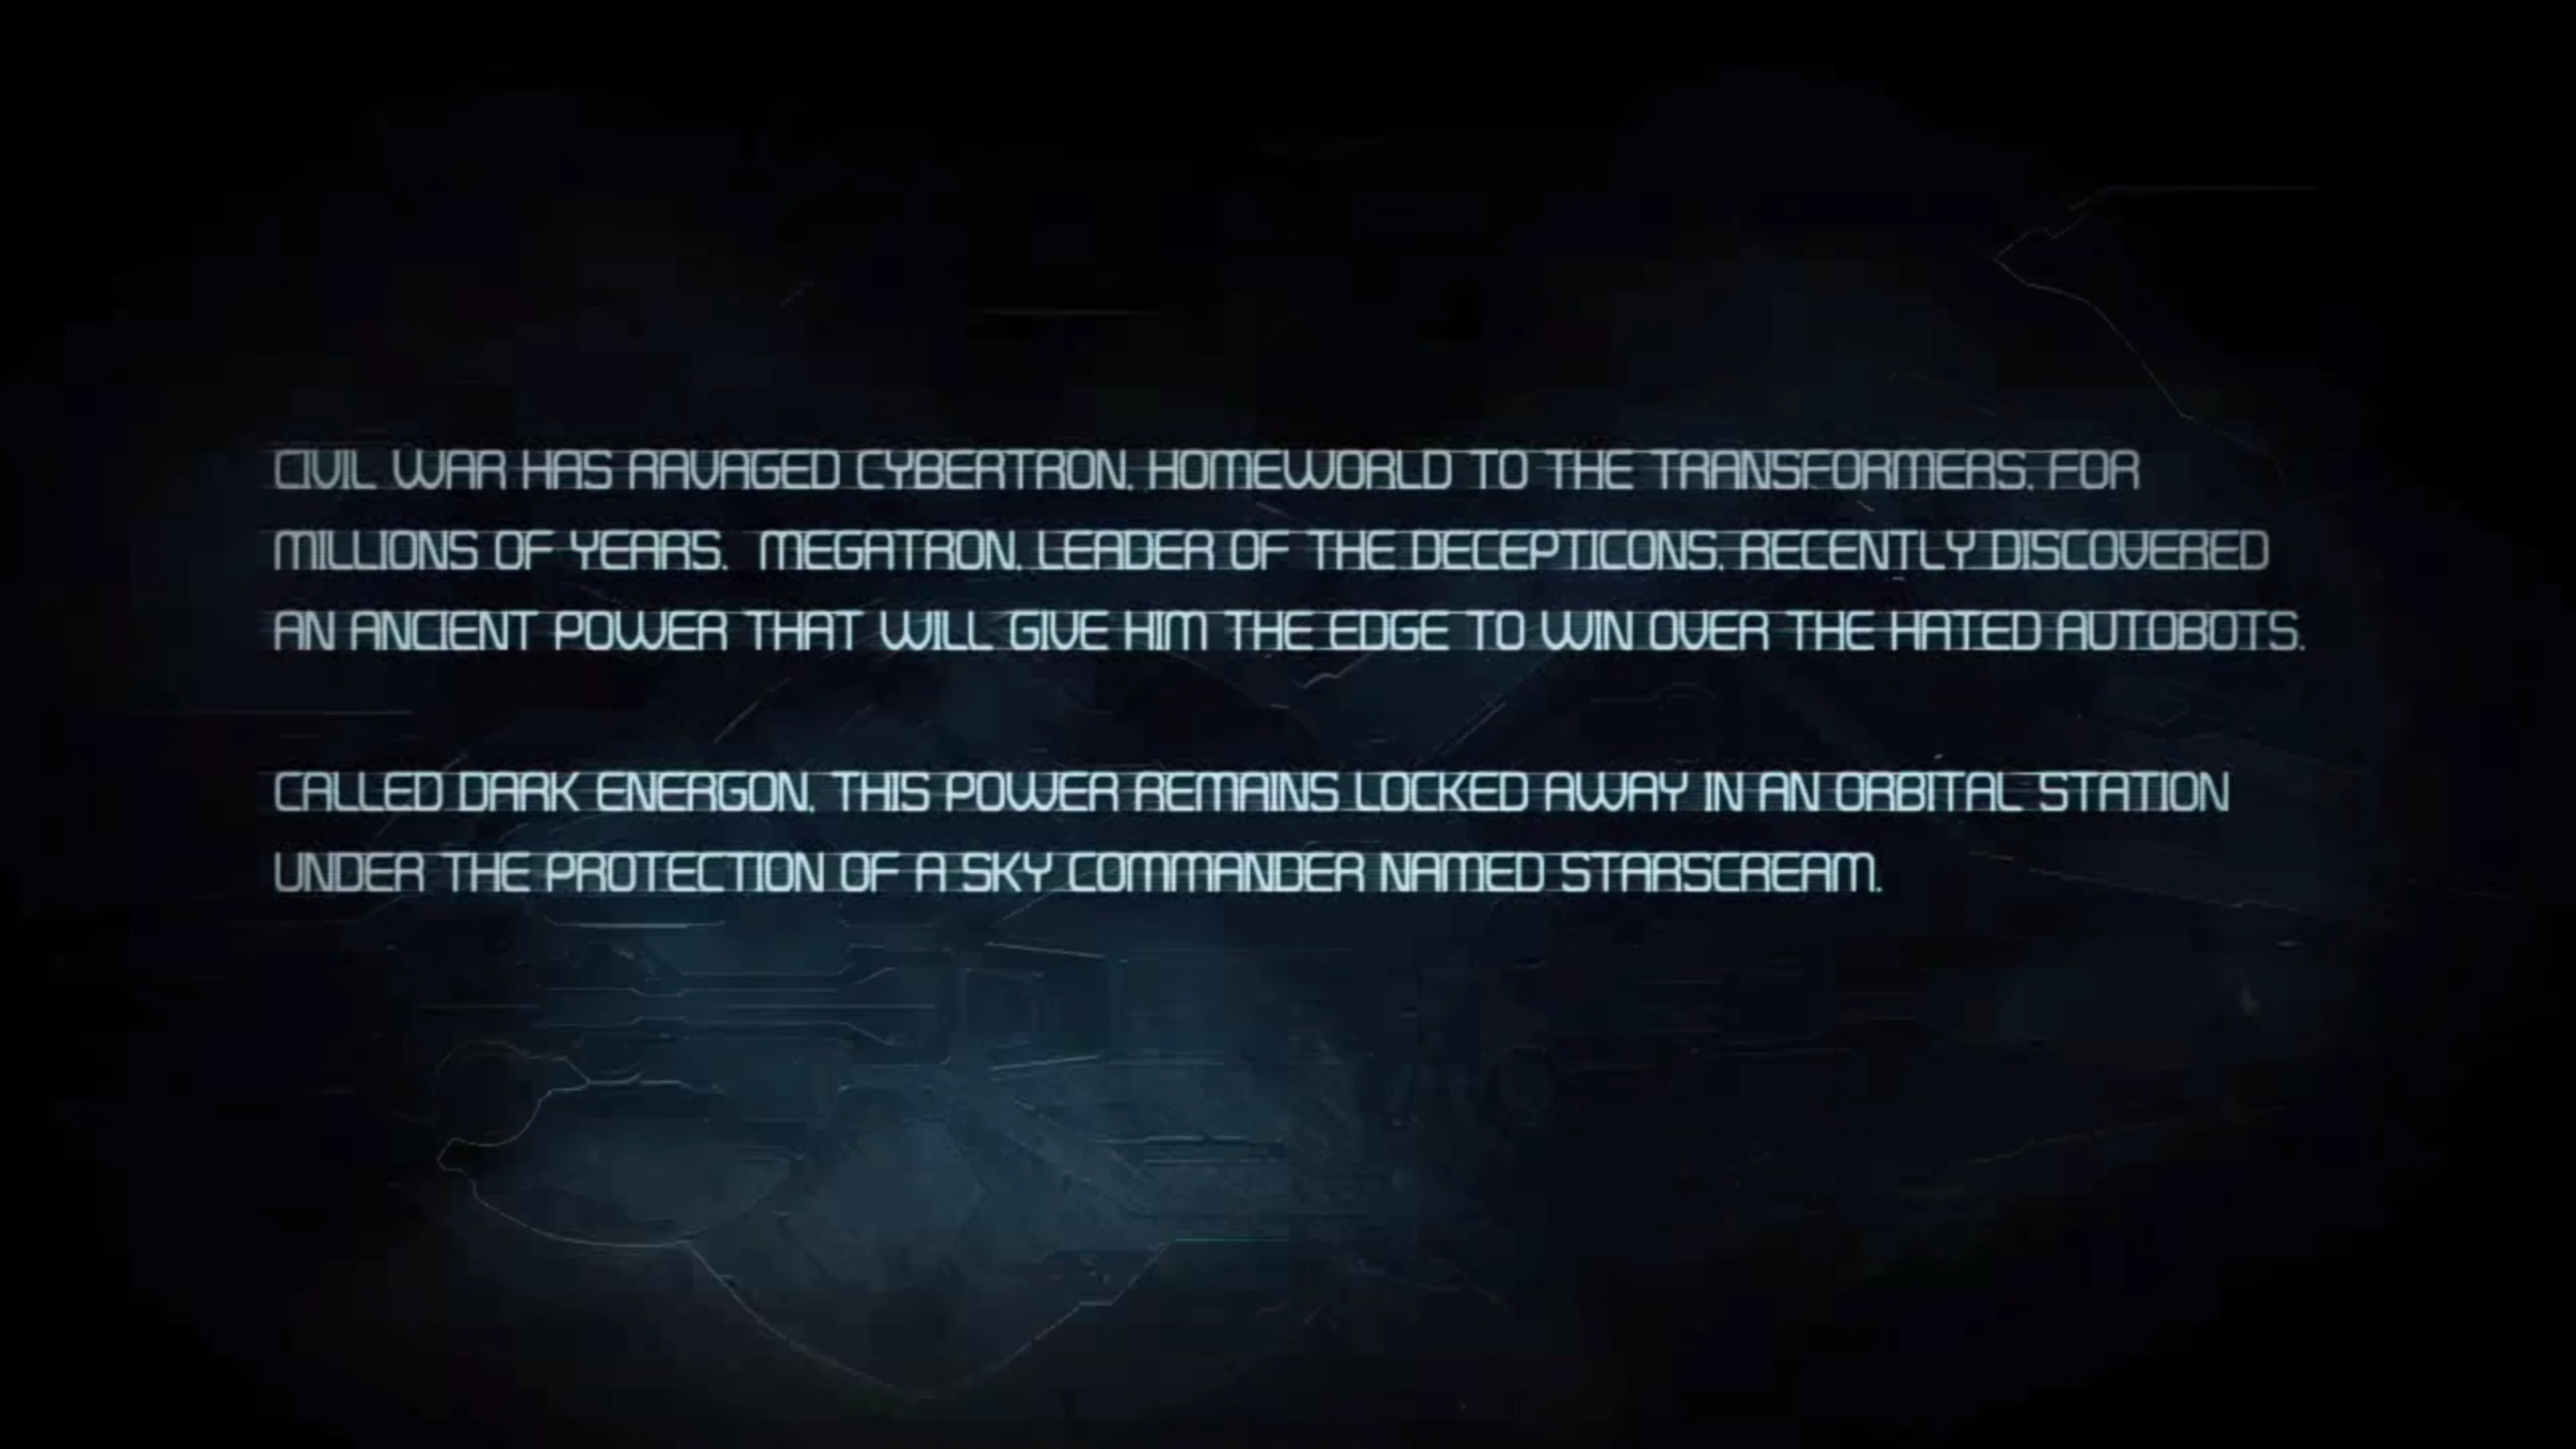 CIVIL WAR HAS RAVAGED CYBERTRON, HOMEWORLD TO THE TRANSFORMERS, FOR
MILLIONS OF YEARS.  MEGATRON, LEADER OF THE DECEPTICONS, RECENTLY DISCOVERED
AN ANCIENT POWER THAT WILL GIVE HIM THE EDGE TO WIN OVER THE HATED AUTOBOTS.
CALLED DARK ENERGON, THIS POWER REMAINS LOCKED AWAY IN AN ORBITAL STATION
UNDER THE PROTECTION OF A SKY COMMANDER NAMED STARSCREAM.